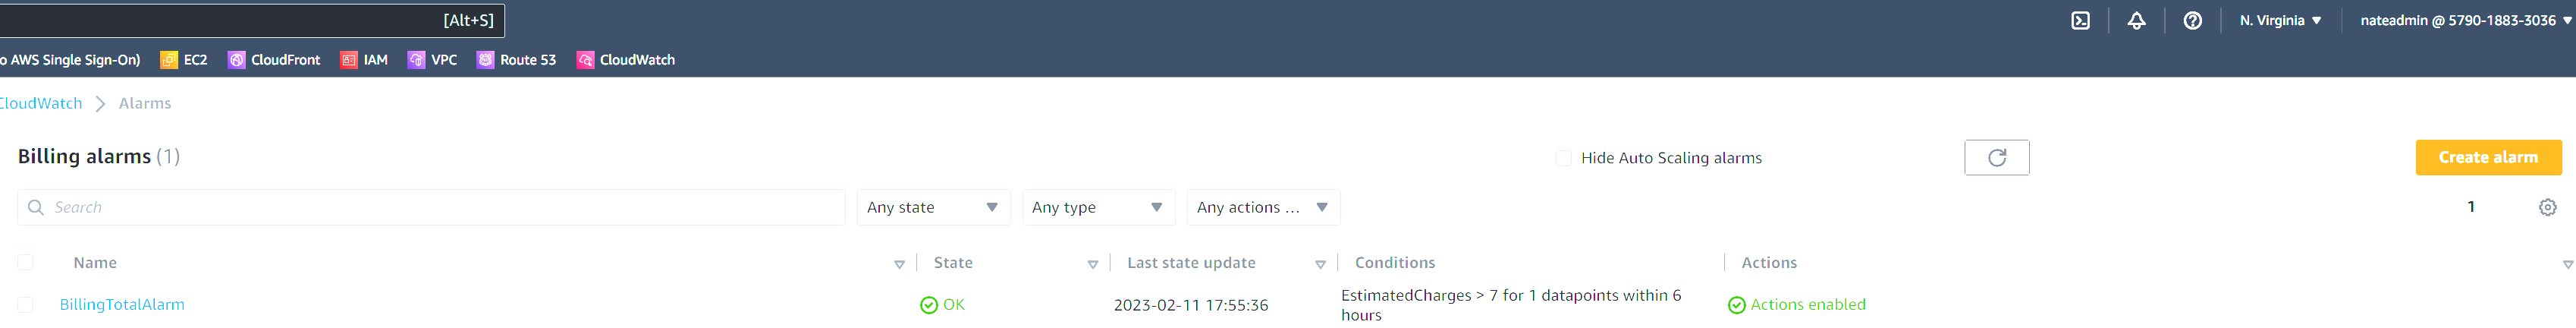 [Alt+S]
N. Virginia
nateadmin @ 5790-1883-3036
o AWS Single Sign-On)
EC2
CloudFront
IAM
VPC
Route 53
CloudWatch
CloudWatch
Alarms
Billing alarms (1)
Hide Auto Scaling alarms
Create alarm
Search
Any state
Any type
Any actions ...
1
Name
State
Last state update
Conditions
Actions
BillingTotalAlarm
OK
2023-02-11 17:55:36
EstimatedCharges > 7 for 1 datapoints within 6
hours
Actions enabled